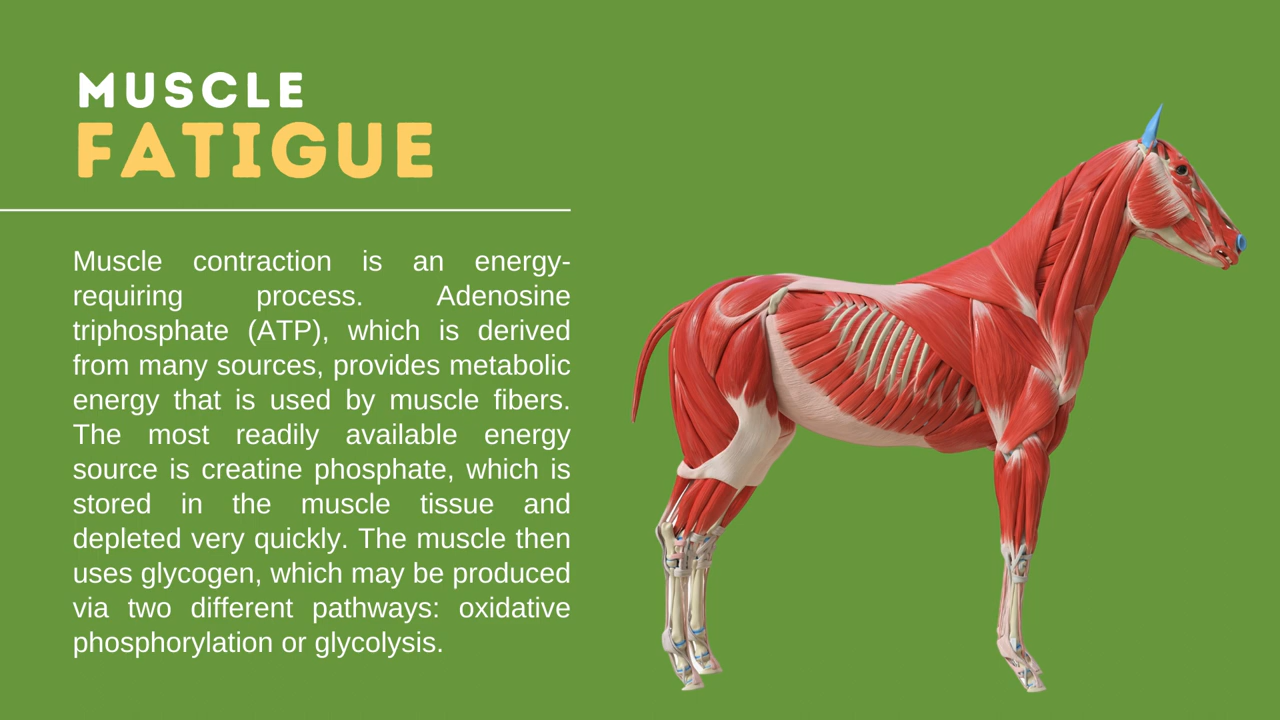 MUSCLE
FATIGUE
Muscle contraction is an energy-
requiring process. Adenosine
triphosphate (ATP), which is derived
from many sources, provides metabolic
energy that is used by muscle fibers.
The most readily available energy
source is creatine phosphate, which is
stored in the muscle tissue and
depleted very quickly. The muscle then
uses glycogen, which may be produced
via two different pathways: oxidative
phosphorylation or glycolysis.